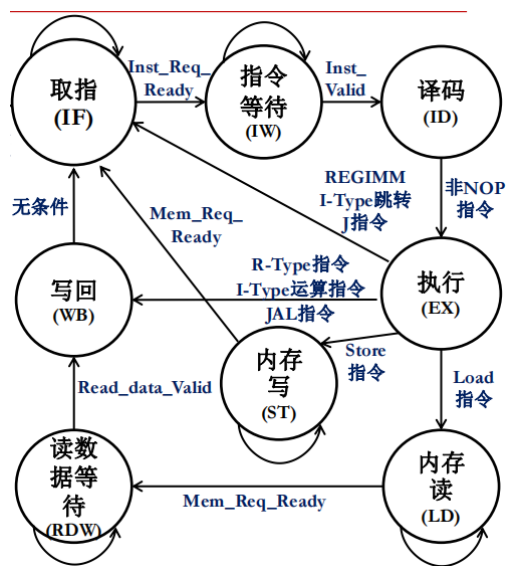 取指
(IF)
Inst_Req_
Ready
指令
等待
(IW)
Inst_
Valid
译码
(ID)
无条件
Mem_Req_
Ready
REGIMM
I-Type跳转
J指令
非NOP
指令
写回
(WB)
R-Type指令
I-Type运算指令
JAL指令
执行
(EX)
Read_data_Valid
内存
写
(ST)
Store
指令
Load
指令
读数
据等
待
(RDW)
Mem_Req_Ready
内存
读
(LD)